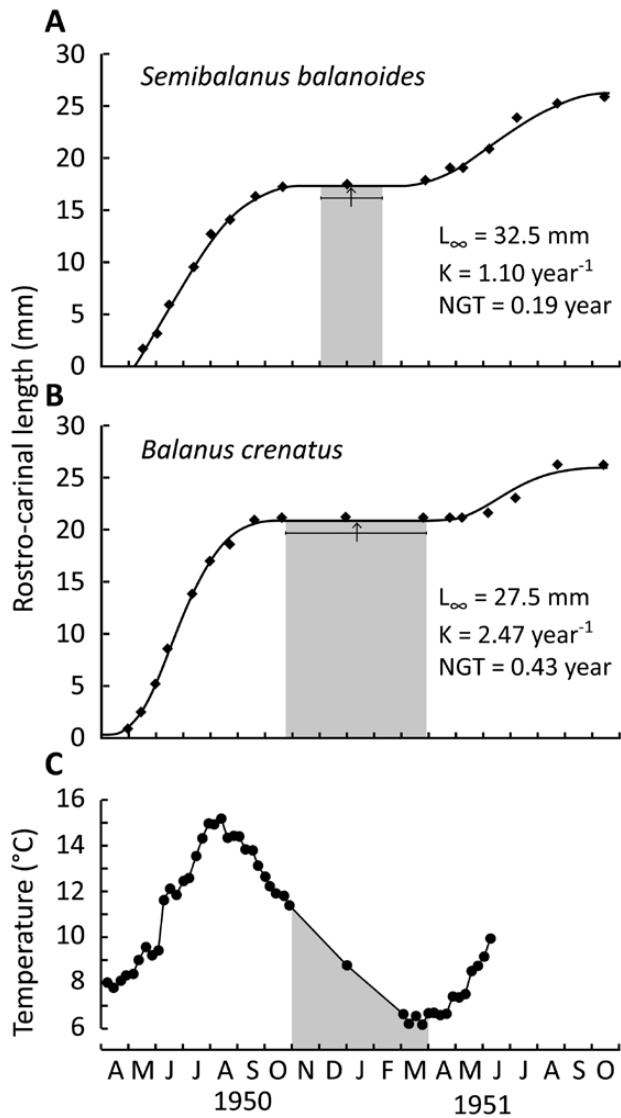 A
Semibalanus balanoides
30
25
20
15
10
5
0
L∞ = 32.5 mm
K = 1.10 year-1
NGT = 0.19 year
Rostro-carinal length (mm)
B
Balanus crenatus
30
25
20
15
10
5
0
L∞ = 27.5 mm
K = 2.47 year-1
NGT = 0.43 year
C
Temperature (°C)
16
14
12
10
8
6
A M J J A S O N D J F M A M J J A S O
1950 1951